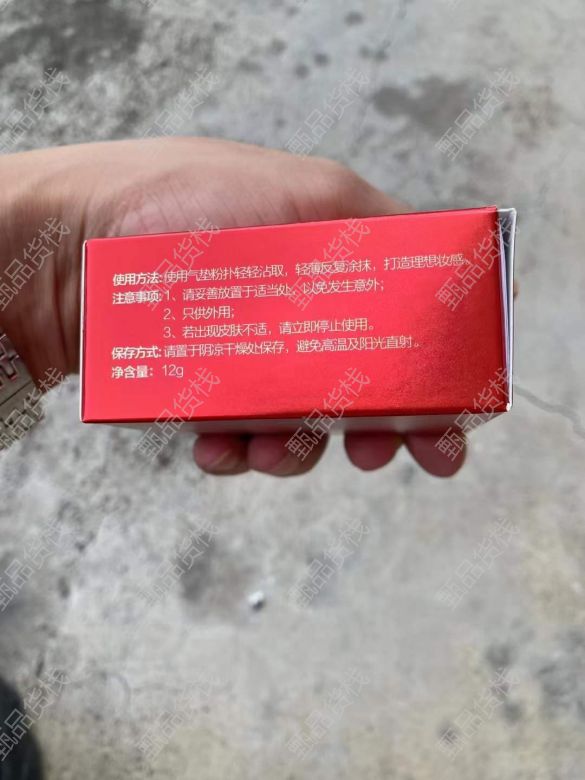 使用方法:使用气垫粉扑轻轻沾取，轻薄反复涂抹，打造理想妆感。
注意事项:1、请妥善放置于适当处，以免发生意外；
2、只供外用；
3、若出现皮肤不适，请立即停止使用。
保存方式:请置于阴凉干燥处保存，避免高温及阳光直射。
净含量：12g
甄品货栈